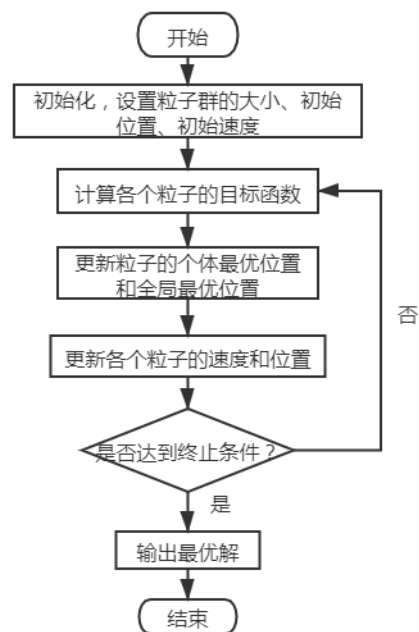 开始
初始化，设置粒子群的大小、初始
位置、初始速度
计算各个粒子的目标函数
更新粒子的个体最优位置
和全局最优位置
否
更新各个粒子的速度和位置
是否达到终止条件？
是
输出最优解
结束